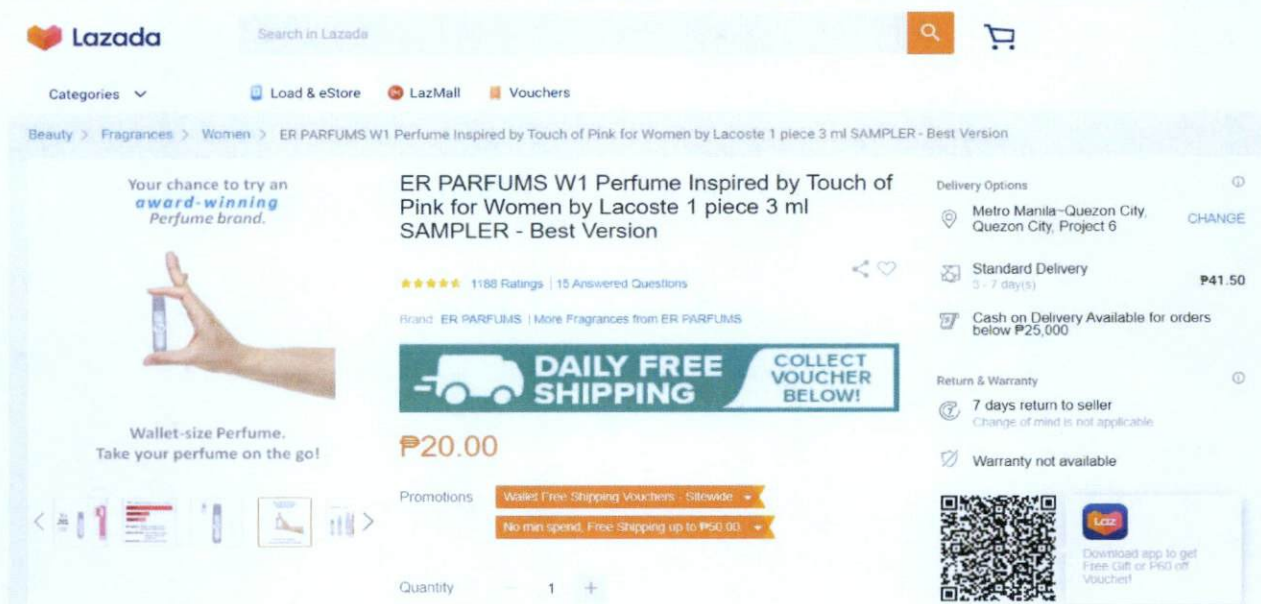 Lazada
Search in Lazada
Categories
Load & eStore
LazMall
Vouchers
Beauty > Fragrances > Women > ER PARFUMS W1 Perfume Inspired by Touch of Pink for Women by Lacoste 1 piece 3 ml SAMPLER - Best Version
Your chance to try an
award-winning
Perfume brand.
Wallet-size Perfume.
Take your perfume on the go!
ER PARFUMS W1 Perfume Inspired by Touch of
Pink for Women by Lacoste 1 piece 3 ml
SAMPLER - Best Version
1188 Ratings | 15 Answered Questions
Brand: ER PARFUMS | More Fragrances from ER PARFUMS
DAILY FREE
SHIPPING
COLLECT
VOUCHER
BELOW!
₱20.00
Promotions
Wallet Free Shipping Vouchers - Sitewide
No min spend, Free Shipping up to ₱50.00
Quantity
1 +
Delivery Options
Metro Manila~Quezon City,
Quezon City, Project 6
CHANGE
Standard Delivery
₱41.50
3 - 7 day(s)
Cash on Delivery Available for orders
below ₱25,000
Return & Warranty
7 days return to seller
Change of mind is not applicable
Warranty not available
Laz
Download app to get
Free Gift or P60 off
Voucher!